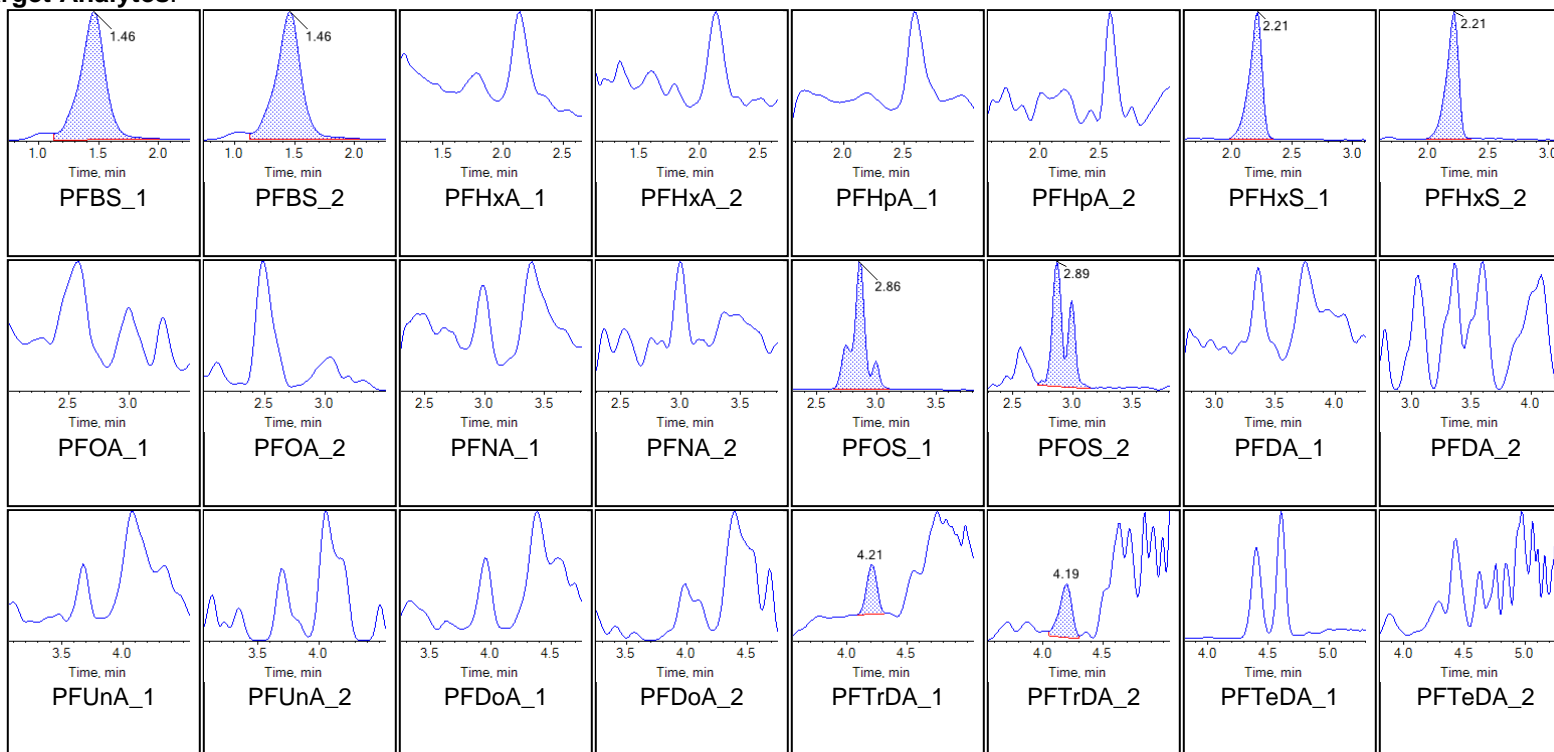 rget Analytes:
1.46 1.46 2.21 2.21
1.0 1.5 2.0 1.0 1.5 2.0 1.5 2.0 2.5 1.5 2.0 2.5 2.0 2.5 3.0 2.0 2.5 3.0 2.0 2.5 3.0 2.0 2.5 3.0
Time, min Time, min Time, min Time, min Time, min Time, min Time, min Time, min
PFBS_1 PFBS_2 PFHxA_1 PFHxA_2 PFHpA_1 PFHpA_2 PFHxS_1 PFHxS_2
2.86 2.89
2.5 3.0 2.5 3.0 2.5 3.0 3.5 2.5 3.0 3.5 2.5 3.0 3.5 2.5 3.0 3.5 3.0 3.5 4.0 3.0 3.5 4.0
Time, min Time, min Time, min Time, min Time, min Time, min Time, min Time, min
PFOA_1 PFOA_2 PFNA_1 PFNA_2 PFOS_1 PFOS_2 PFDA_1 PFDA_2
4.21 4.19
3.5 4.0 3.5 4.0 3.5 4.0 4.5 3.5 4.0 4.5 4.0 4.5 4.0 4.5 4.0 4.5 5.0 4.0 4.5 5.0
Time, min Time, min Time, min Time, min Time, min Time, min Time, min Time, min
PFUnA_1 PFUnA_2 PFDoA_1 PFDoA_2 PFTrDA_1 PFTrDA_2 PFTeDA_1 PFTeDA_2